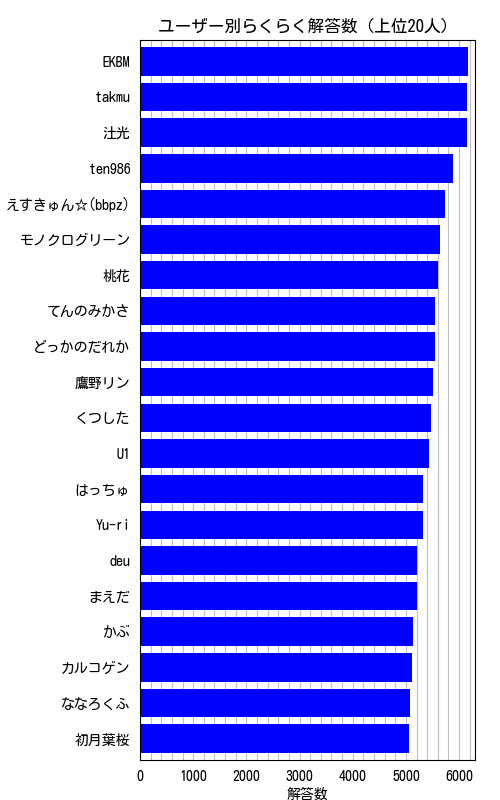 ユーザー別らくらく解答数（上位20人）
EKBM
takmu
汢光
ten986
えすきゅん☆(bbpz)
モノクログリーン
桃花
てんのみかさ
どっかのだれか
鷹野リン
くつした
U1
はっちゅ
Yu-ri
deu
まえだ
かぶ
カルコゲン
ななろくふ
初月葉桜
0 1000 2000 3000 4000 5000 6000
解答数